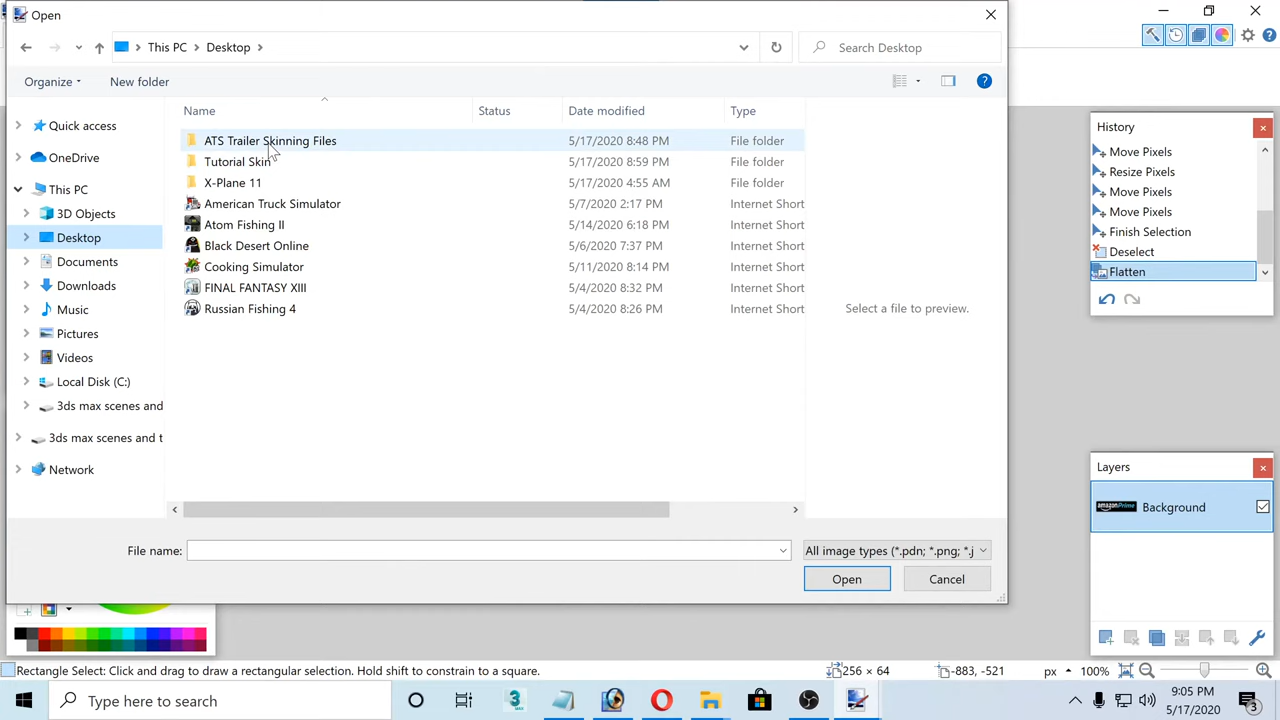 Open
This PC
Desktop
Search Desktop
Organize
New folder
Name
Status
Date modified
Type
Quick access
OneDrive
This PC
3D Objects
Desktop
Documents
Downloads
Music
Pictures
Videos
Local Disk (C:)
3ds max scenes and
3ds max scenes and t
Network
ATS Trailer Skinning Files 5/17/2020 8:48 PM File folder
Tutorial Skin 5/17/2020 8:59 PM File folder
X-Plane 11 5/17/2020 4:55 AM File folder
American Truck Simulator 5/7/2020 2:17 PM Internet Short
Atom Fishing II 5/14/2020 6:18 PM Internet Short
Black Desert Online 5/6/2020 7:37 PM Internet Short
Cooking Simulator 5/11/2020 8:14 PM Internet Short
FINAL FANTASY XIII 5/4/2020 8:32 PM Internet Short
Russian Fishing 4 5/4/2020 8:26 PM Internet Short
Select a file to preview.
File name:
All image types (*.pdn; *.png; *.j
Open
Cancel
History
Move Pixels
Resize Pixels
Move Pixels
Move Pixels
Finish Selection
Deselect
Flatten
Layers
amazonPrime
Background
Rectangle Select: Click and drag to draw a rectangular selection. Hold shift to constrain to a square.
256 x 64
-883, -521
px
100%
Type here to search
9:05 PM
5/17/2020
3